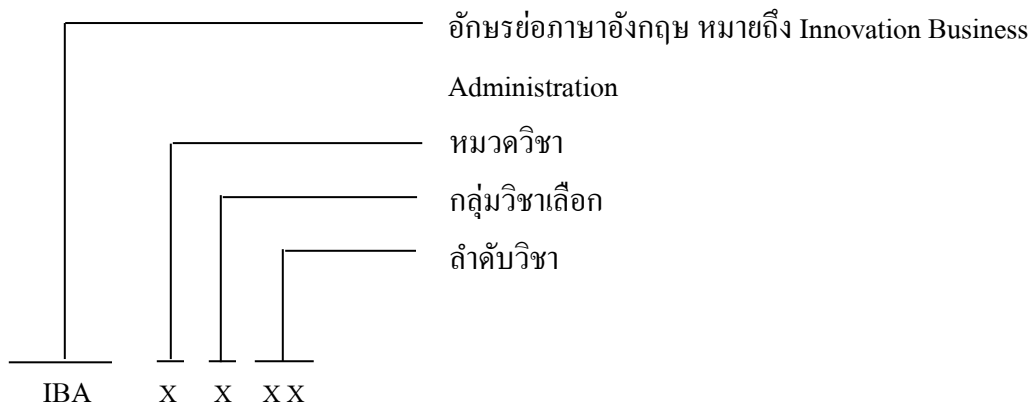 อักษรย่อภาษาอังกฤษ หมายถึง Innovation Business
Administration
หมวดวิชา
กลุ่มวิชาเลือก
ลำดับวิชา
IBA X X X X